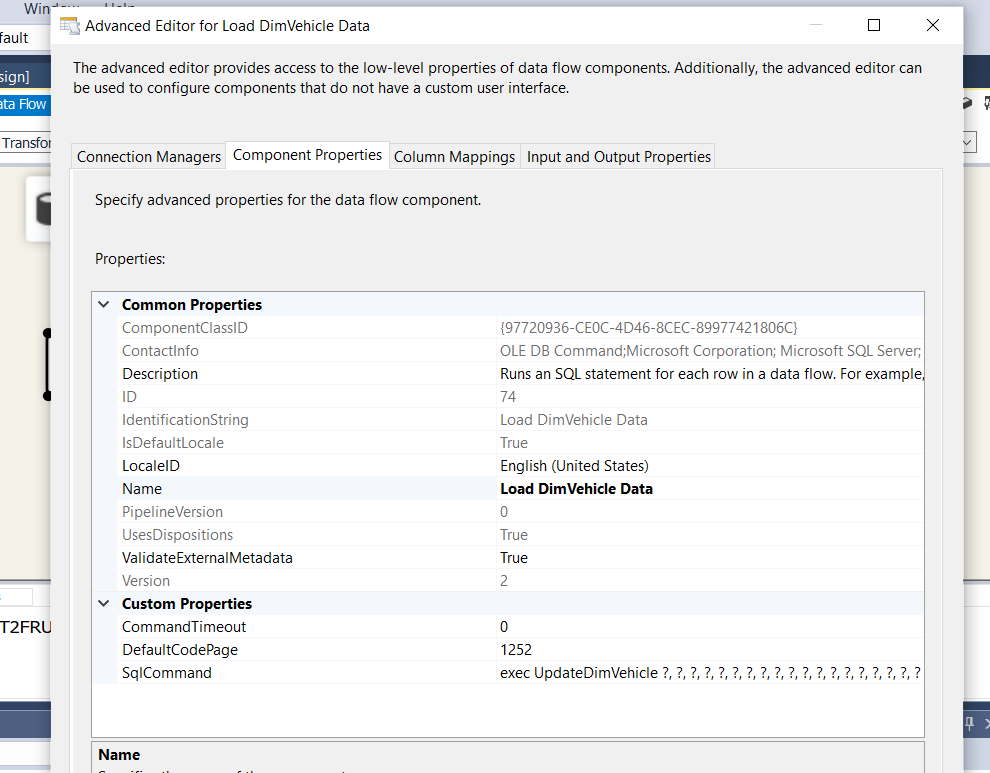 Window Help
fault
Advanced Editor for Load DimVehicle Data
sign]
ata Flow
Transfor
The advanced editor provides access to the low-level properties of data flow components. Additionally, the advanced editor can
be used to configure components that do not have a custom user interface.
Connection Managers Component Properties Column Mappings Input and Output Properties
Specify advanced properties for the data flow component.
Properties:
Common Properties
ComponentClassID {97720936-CE0C-4D46-8CEC-89977421806C}
ContactInfo OLE DB Command;Microsoft Corporation; Microsoft SQL Server;
Description Runs an SQL statement for each row in a data flow. For example,
ID 74
IdentificationString Load DimVehicle Data
IsDefaultLocale True
LocaleID English (United States)
Name Load DimVehicle Data
PipelineVersion 0
UsesDispositions True
ValidateExternalMetadata True
Version 2
Custom Properties
CommandTimeout 0
DefaultCodePage 1252
SqlCommand exec UpdateDimVehicle ?, ?, ?, ?, ?, ?, ?, ?, ?, ?, ?, ?, ?, ?, ?, ?, ?, ?, ?
T2FRU
Name